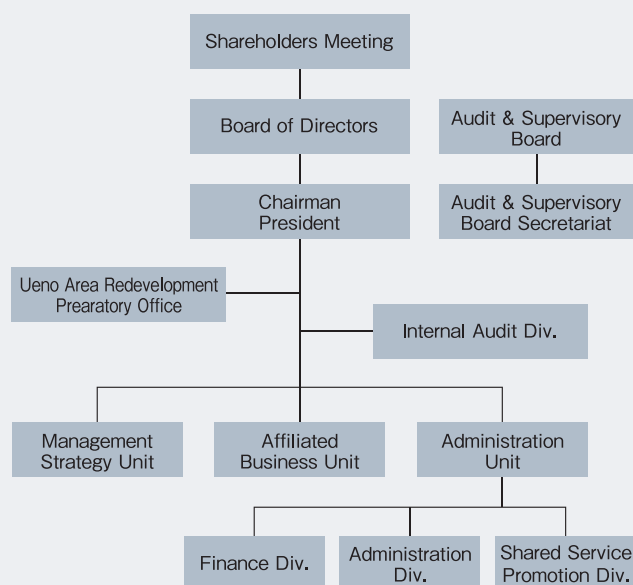 Shareholders Meeting
Board of Directors
Audit & Supervisory
Board
Chairman
President
Audit & Supervisory
Board Secretariat
Ueno Area Redevelopment
Prearatory Office
Internal Audit Div.
Management
Strategy Unit
Affiliated
Business Unit
Administration
Unit
Finance Div.
Administration
Div.
Shared Service
Promotion Div.